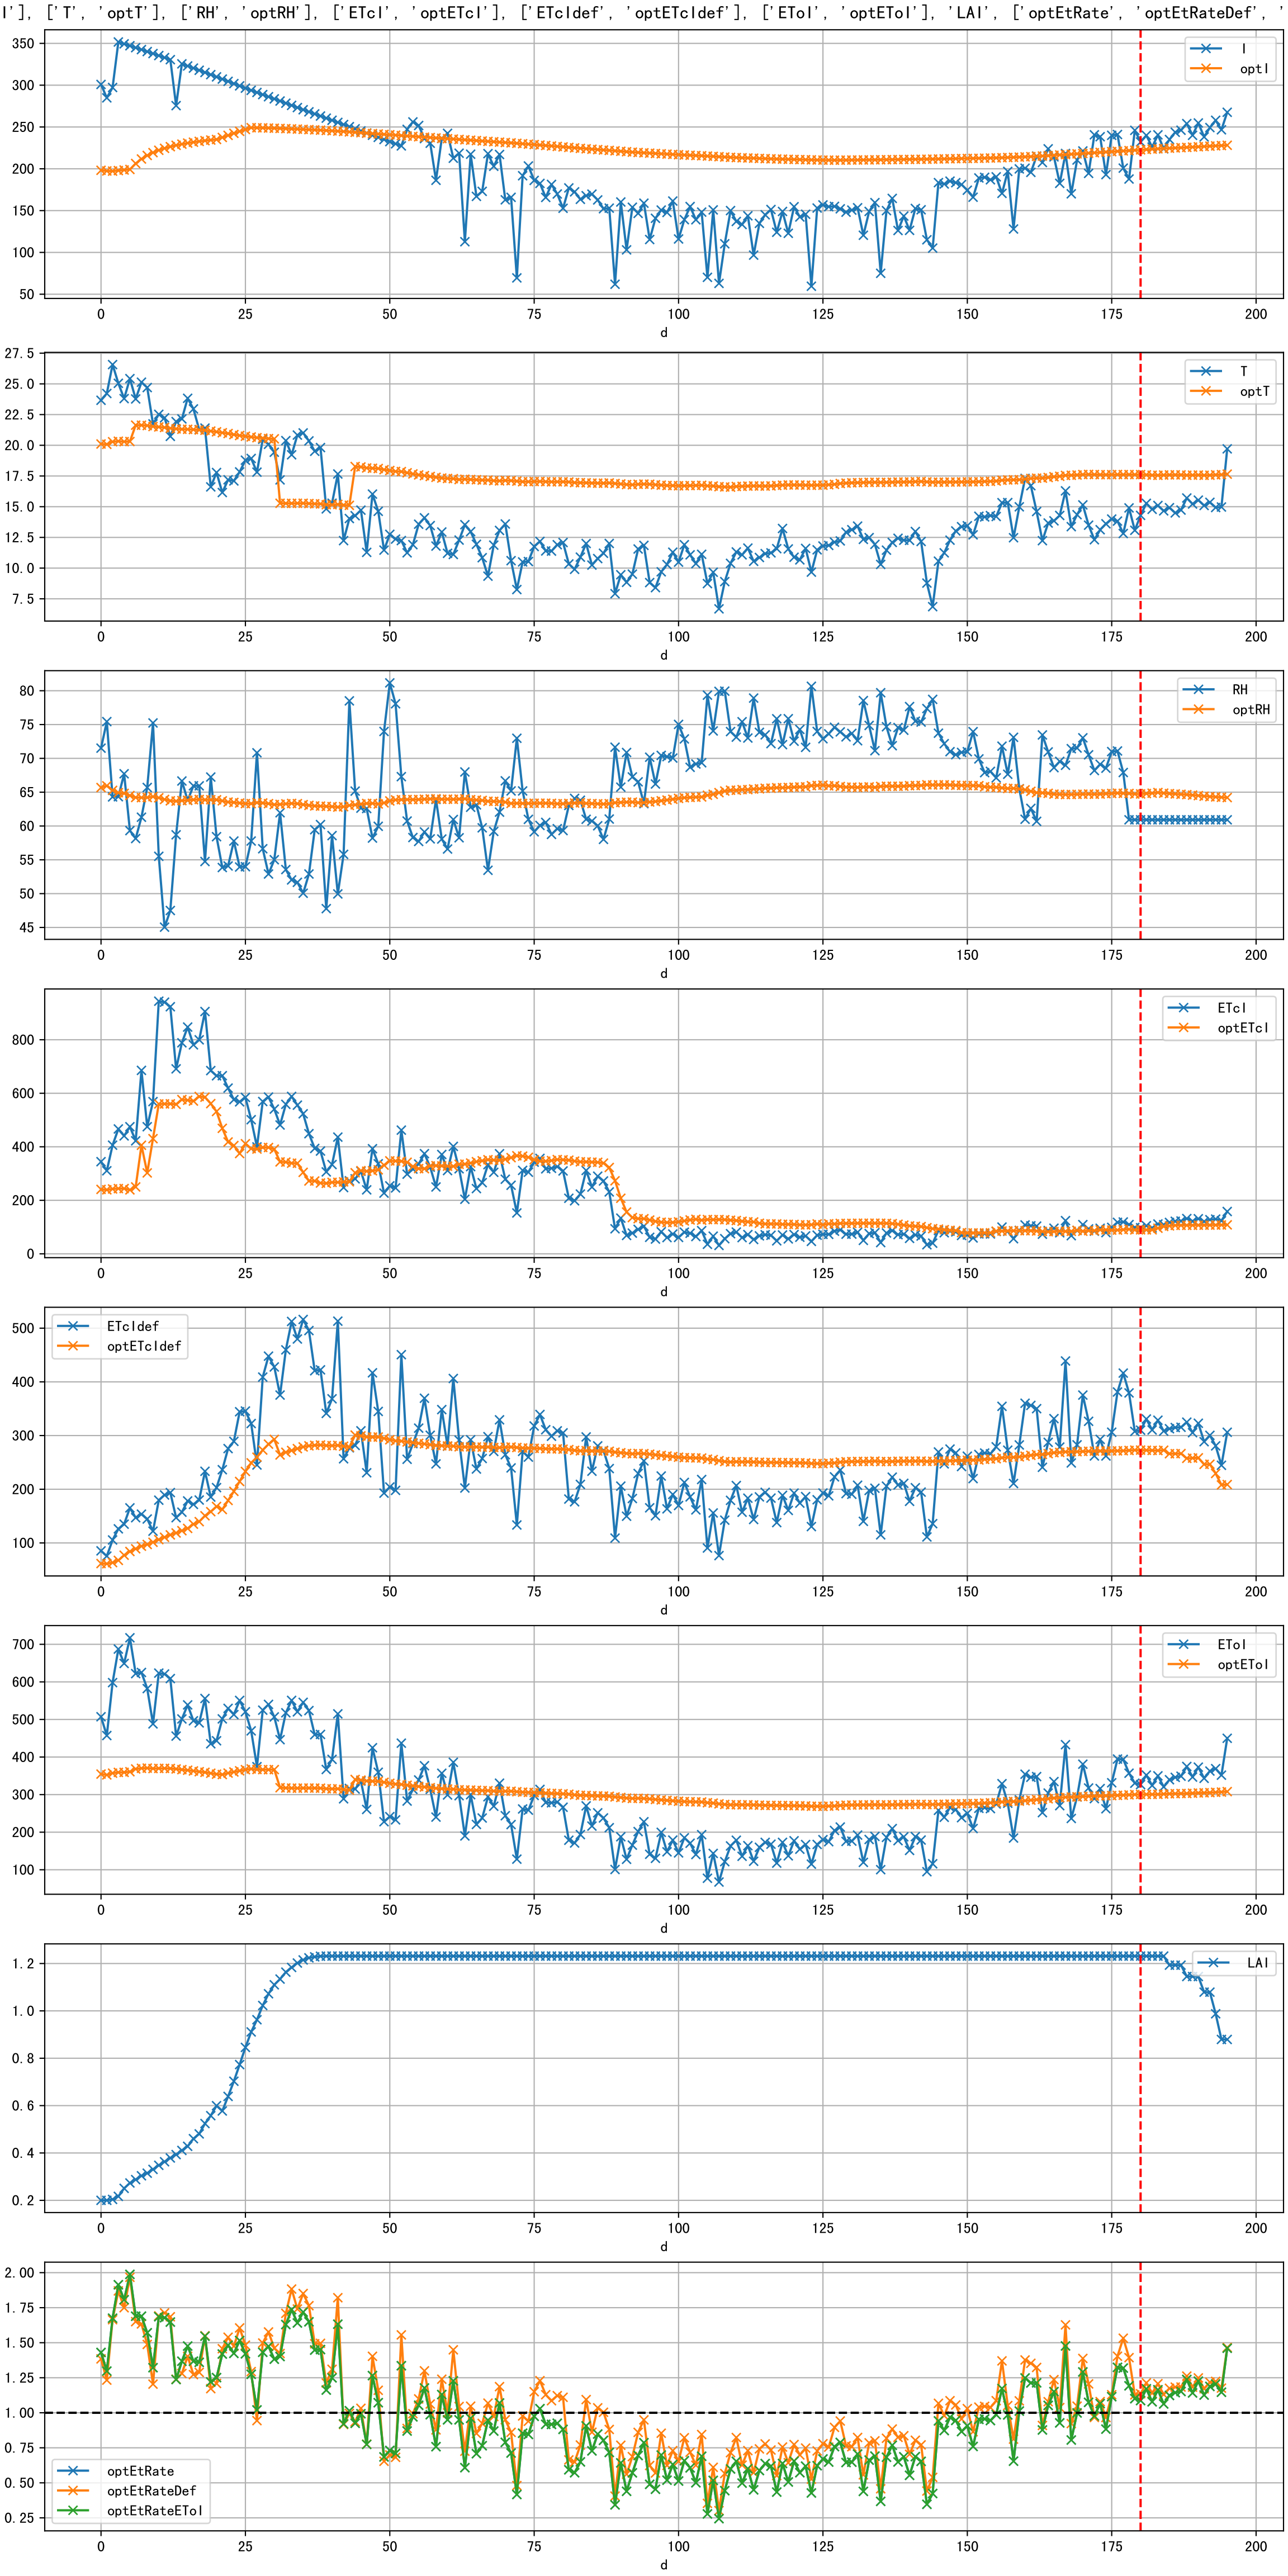 I'], ['T', 'optT'], ['RH', 'optRH'], ['ETcI', 'optETcI'], ['ETcIdef', 'optETcIdef'], ['EToI', 'optEToI'], 'LAI', ['optEtRate', 'optEtRateDef', '
350
300
250
200
150
100
50
I
optI
0 25 50 75 100 125 150 175 200
d
27.5
25.0
22.5
20.0
17.5
15.0
12.5
10.0
7.5
T
optT
0 25 50 75 100 125 150 175 200
d
80
75
70
65
60
55
50
45
RH
optRH
0 25 50 75 100 125 150 175 200
d
800
600
400
200
0
ETcI
optETcI
0 25 50 75 100 125 150 175 200
d
500
400
300
200
100
ETcIdef
optETcIdef
0 25 50 75 100 125 150 175 200
d
700
600
500
400
300
200
100
EToI
optEToI
0 25 50 75 100 125 150 175 200
d
1.2
1.0
0.8
0.6
0.4
0.2
LAI
0 25 50 75 100 125 150 175 200
d
2.00
1.75
1.50
1.25
1.00
0.75
0.50
0.25
optEtRate
optEtRateDef
optEtRateEToI
0 25 50 75 100 125 150 175 200
d